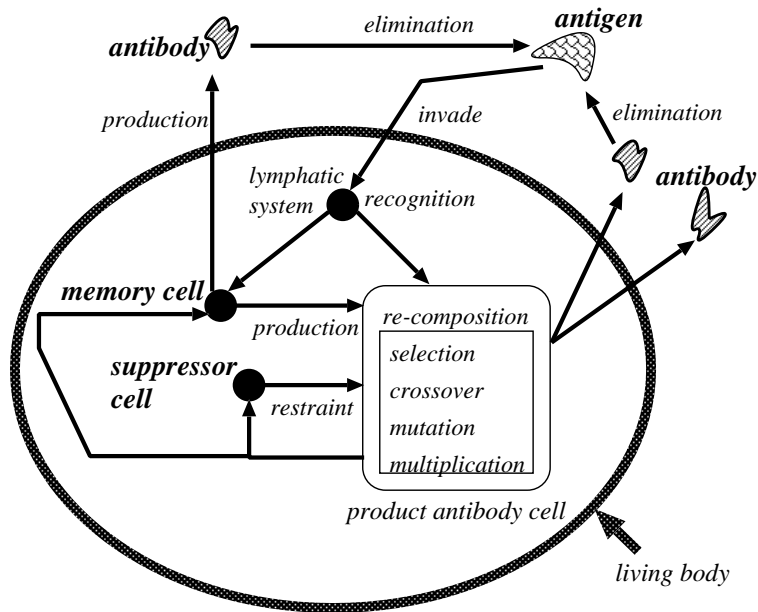 antigen
elimination
antibody
production
invade
elimination
lymphatic
system
recognition
antibody
memory cell
production
re-composition
selection
crossover
mutation
multiplication
suppressor
cell
restraint
product antibody cell
living body